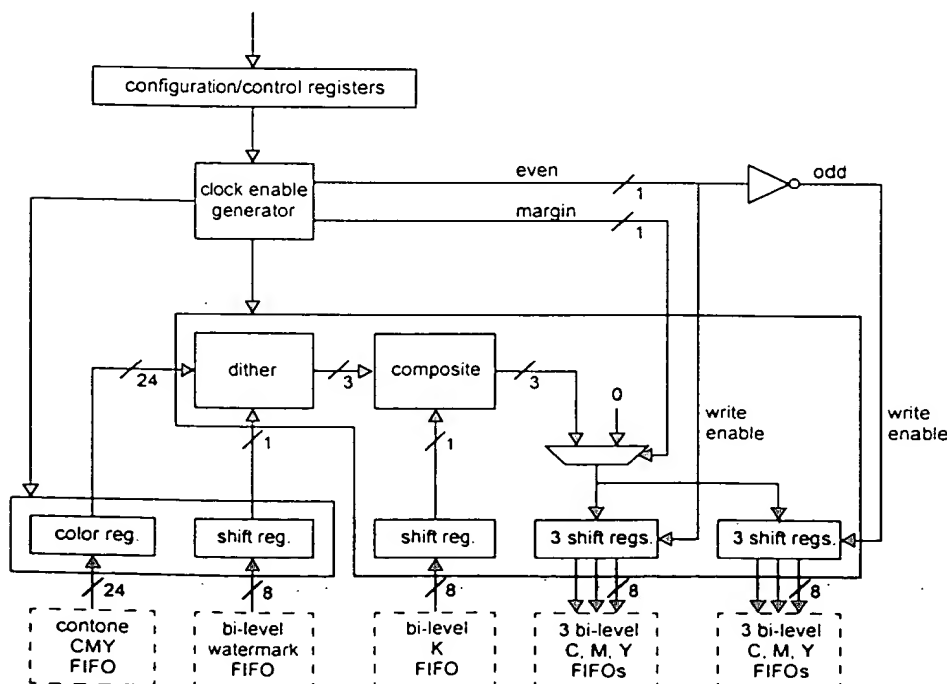 configuration/control registers
clock enable
generator
even
1
margin
1
odd
24
dither
3
composite
3
0
write
enable
write
enable
1
1
color reg.
shift reg.
shift reg.
3 shift regs.
3 shift regs.
24
8
8
8
8
contone
CMY
FIFO
bi-level
watermark
FIFO
bi-level
K
FIFO
3 bi-level
C, M, Y
FIFOs
3 bi-level
C, M, Y
FIFOs